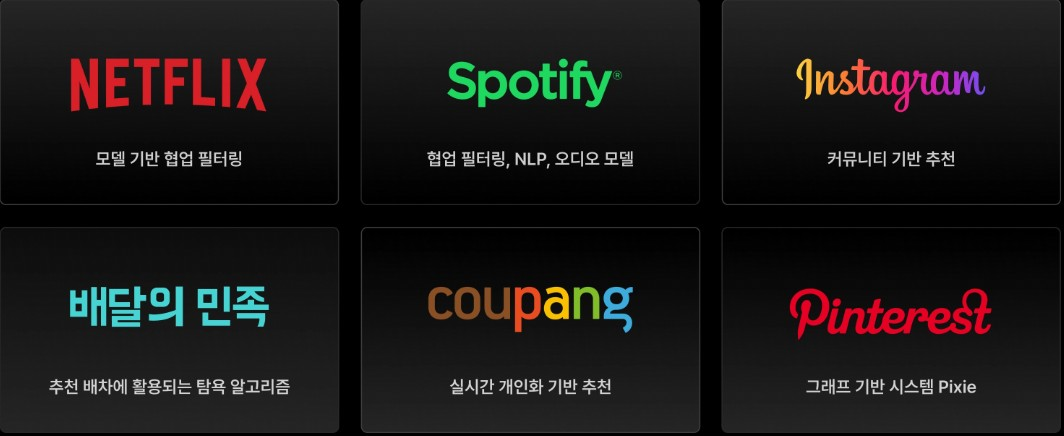 NETFLIX
Spotify®
Instagram
모델 기반 협업 필터링
협업 필터링, NLP, 오디오 모델
커뮤니티 기반 추천
배달의 민족
coupang
Pinterest
추천 배차에 활용되는 탐욕 알고리즘
실시간 개인화 기반 추천
그래프 기반 시스템 Pixie